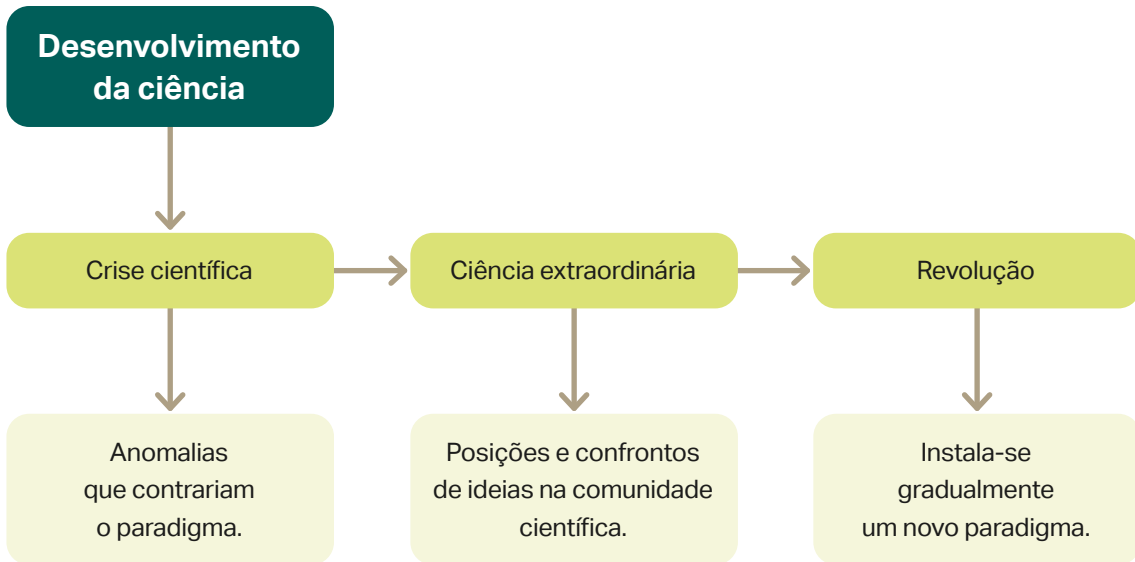 Desenvolvimento
da ciência
Crise científica
Ciência extraordinária
Revolução
Anomalias
que contrariam
o paradigma.
Posições e confrontos
de ideias na comunidade
científica.
Instala-se
gradualmente
um novo paradigma.